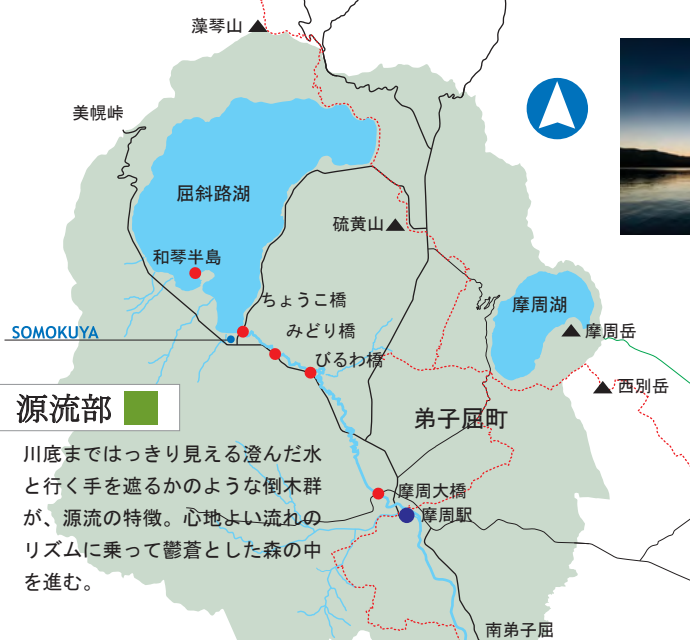 藻琴山
美幌峠
屈斜路湖
硫黄山
和琴半島
摩周湖
ちょうこ橋
摩周岳
SOMOKUYA
みどり橋
びるわ橋
西別岳
源流部
弟子屈町
川底まではっきり見える澄んだ水
と行く手を遮るかのような倒木群
が、源流の特徴。心地よい流れの
リズムに乗って鬱蒼とした森の中
を進む。
摩周大橋
摩周駅
南弟子屈